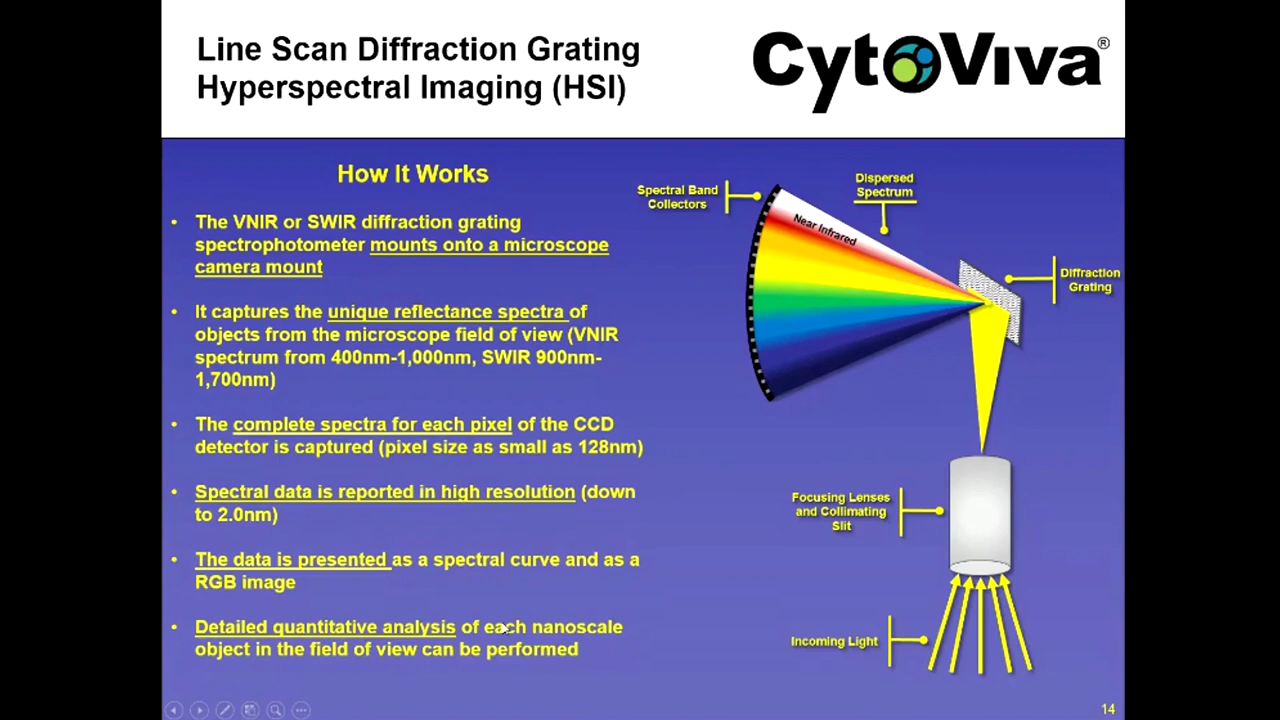 Line Scan Diffraction Grating
Hyperspectral Imaging (HSI)
CytoViva®
How It Works
• The VNIR or SWIR diffraction grating
spectrophotometer mounts onto a microscope
camera mount
• It captures the unique reflectance spectra of
objects from the microscope field of view (VNIR
spectrum from 400nm-1,000nm, SWIR 900nm-
1,700nm)
• The complete spectra for each pixel of the CCD
detector is captured (pixel size as small as 128nm)
• Spectral data is reported in high resolution (down
to 2.0nm)
• The data is presented as a spectral curve and as a
RGB image
• Detailed quantitative analysis of each nanoscale
object in the field of view can be performed
Spectral Band
Collectors
Dispersed
Spectrum
Near Infrared
Diffraction
Grating
Focusing Lenses
and Collimating
Slit
Incoming Light
14